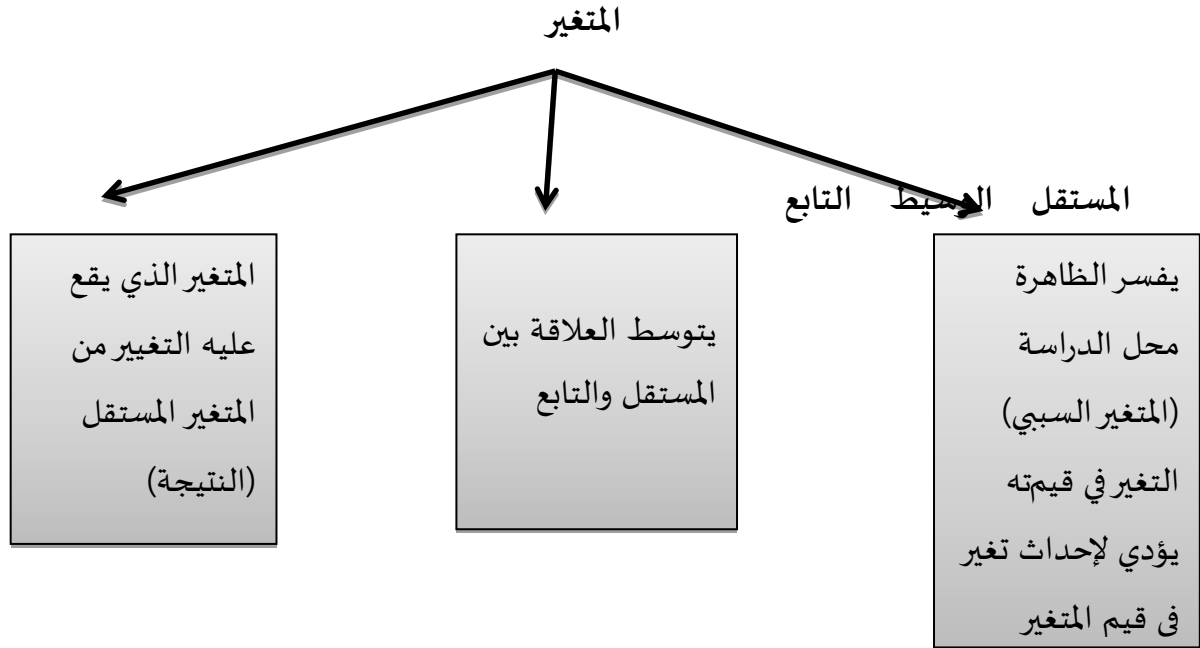 المتغير
المستقل الوسيط التابع
يفسر الظاهرة
محل الدراسة
(المتغير السببي)
التغير في قيمته
يؤدي لإحداث تغير
فى قيم المتغير
يتوسط العلاقة بين
المستقل والتابع
المتغير الذي يقع
عليه التغيير من
المتغير المستقل
(النتيجة)